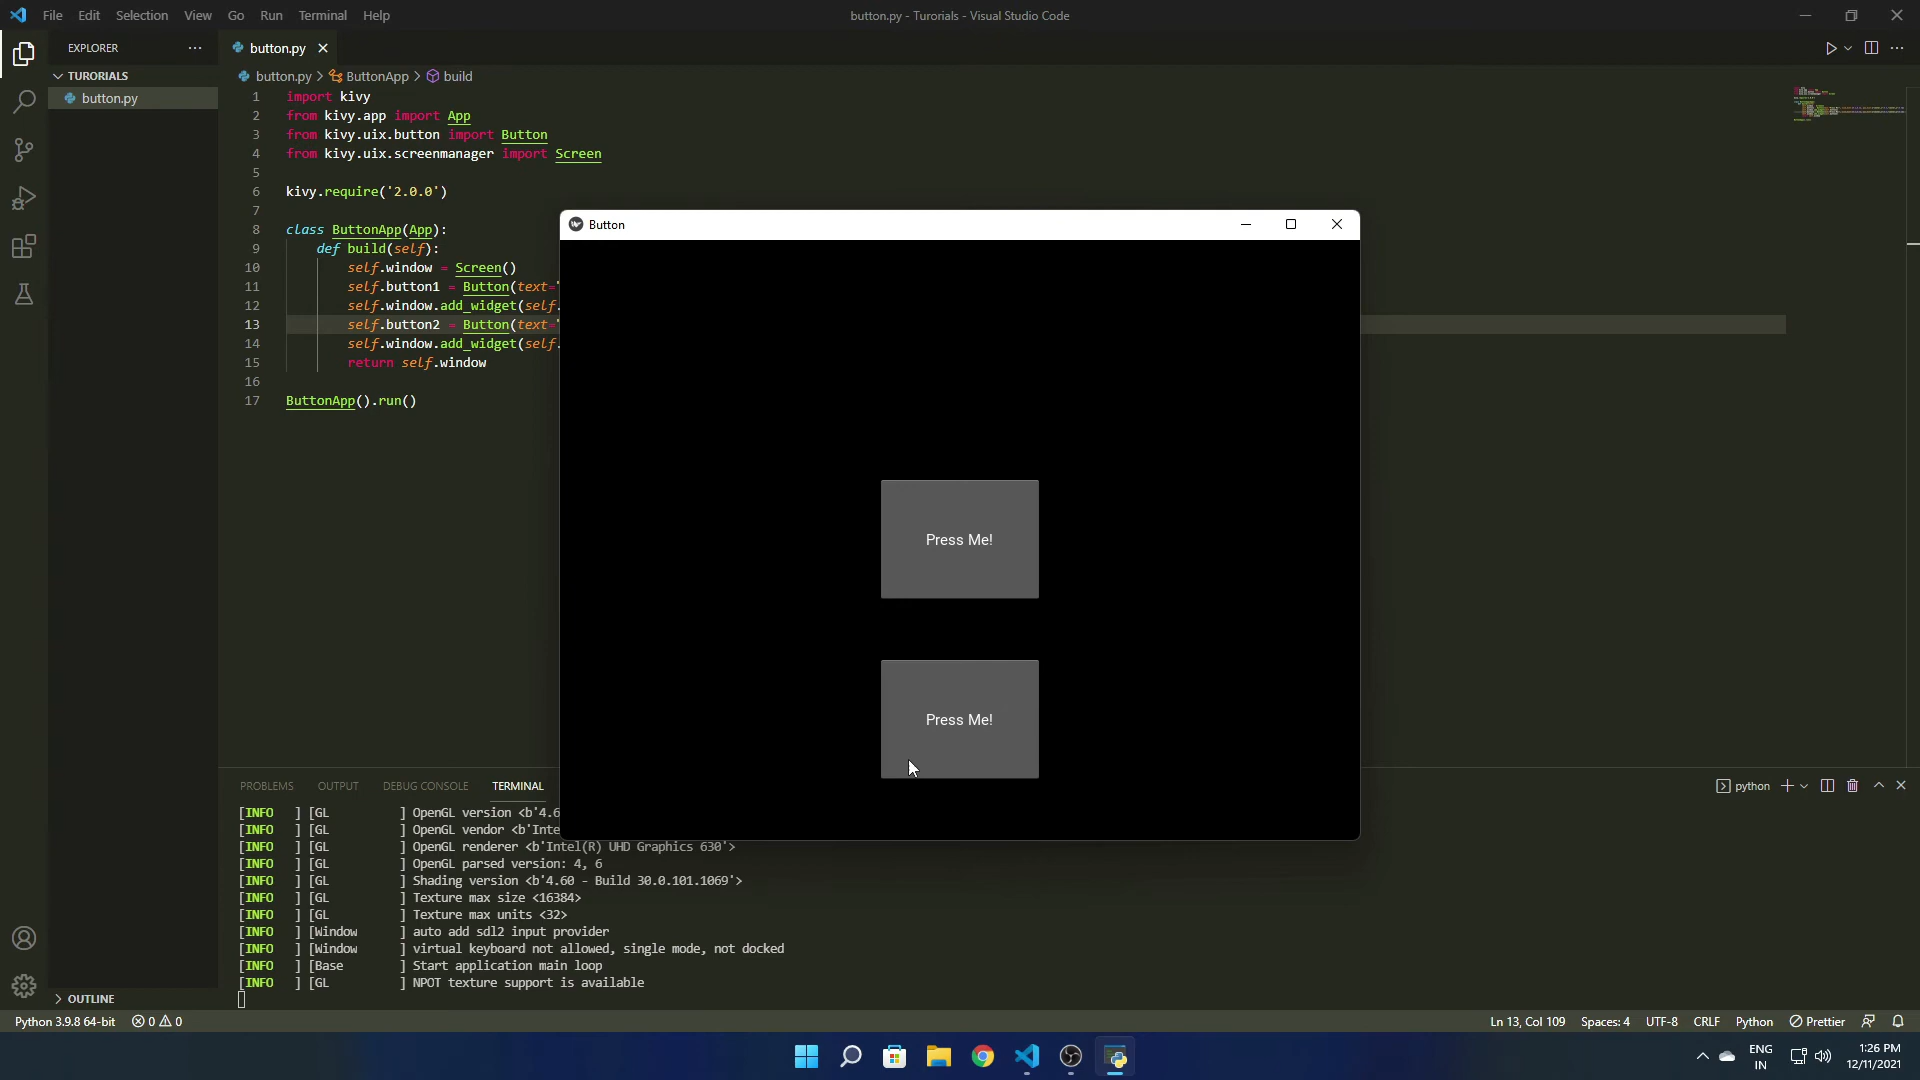 File Edit Selection View Go Run Terminal Help
button.py - Turorials - Visual Studio Code
EXPLORER
button.py
TURORIALS
button.py
button.py > ButtonApp > build
1 import kivy
2 from kivy.app import App
3 from kivy.uix.button import Button
4 from kivy.uix.screenmanager import Screen
5
6 kivy.require('2.0.0')
7
8 class ButtonApp(App):
9 def build(self):
10 self.window = Screen()
11 self.button1 = Button(text='
12 self.window.add_widget(self.
13 self.button2 = Button(text='
14 self.window.add_widget(self.
15 return self.window
16
17 ButtonApp().run()
Button
Press Me!
Press Me!
PROBLEMS OUTPUT DEBUG CONSOLE TERMINAL
python
[INFO ] [GL ] OpenGL version <b'4.6
[INFO ] [GL ] OpenGL vendor <b'Inte
[INFO ] [GL ] OpenGL renderer <b'Intel(R) UHD Graphics 630'>
[INFO ] [GL ] OpenGL parsed version: 4, 6
[INFO ] [GL ] Shading version <b'4.60 - Build 30.0.101.1069'>
[INFO ] [GL ] Texture max size <16384>
[INFO ] [GL ] Texture max units <32>
[INFO ] [Window ] auto add sdl2 input provider
[INFO ] [Window ] virtual keyboard not allowed, single mode, not docked
[INFO ] [Base ] Start application main loop
[INFO ] [GL ] NPOT texture support is available
OUTLINE
Python 3.9.8 64-bit 0 0
Ln 13, Col 109 Spaces: 4 UTF-8 CRLF Python Prettier
ENG
IN
1:26 PM
12/11/2021